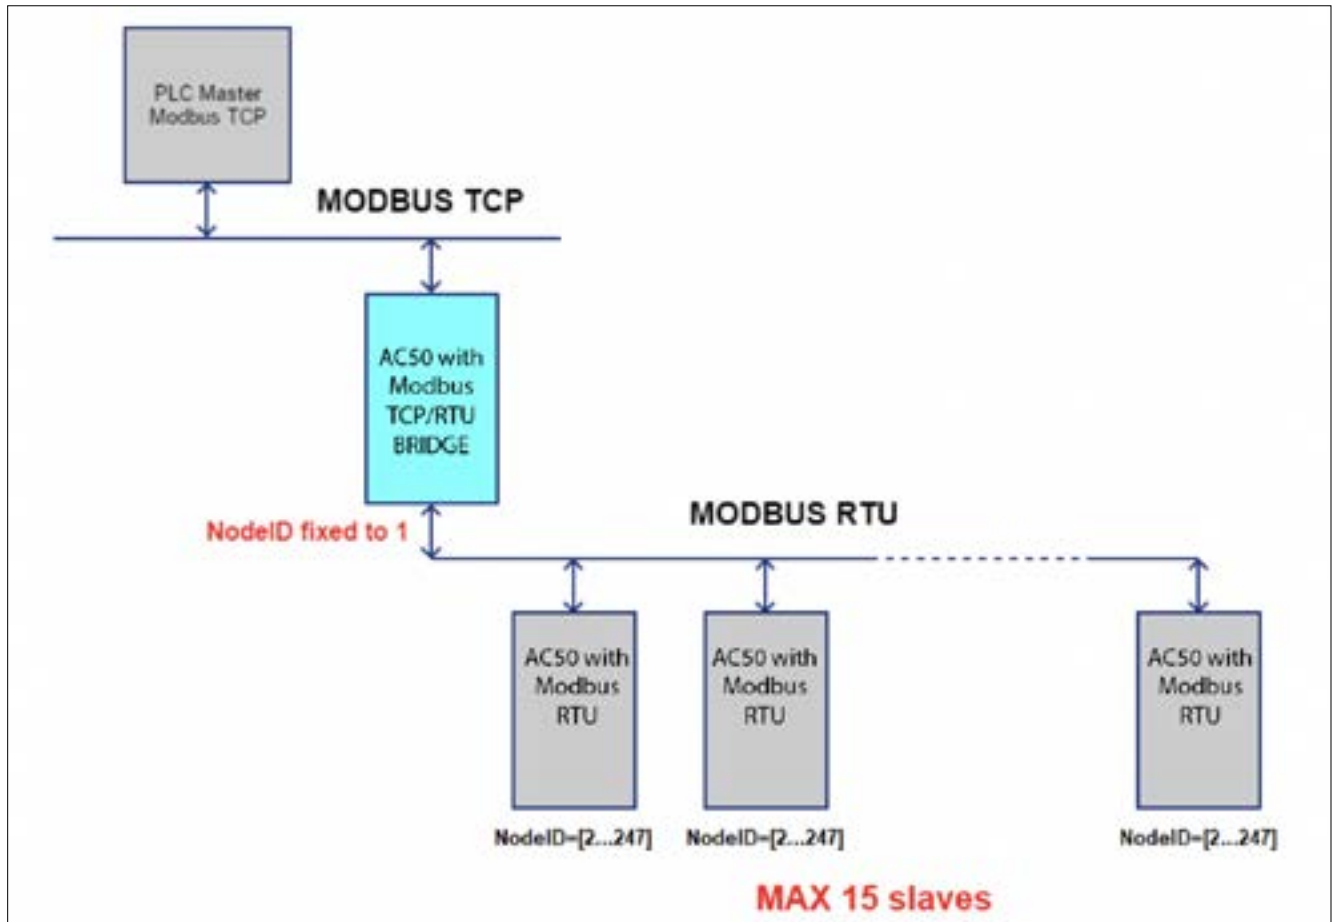 PLC Master
Modbus TCP
MODBUS TCP
AC50 with
Modbus
TCP/RTU
BRIDGE
NodeID fixed to 1
MODBUS RTU
AC50 with
Modbus
RTU
AC50 with
Modbus
RTU
AC50 with
Modbus
RTU
NodeID=[2...247]
NodeID=[2...247]
NodeID=[2...247]
MAX 15 slaves